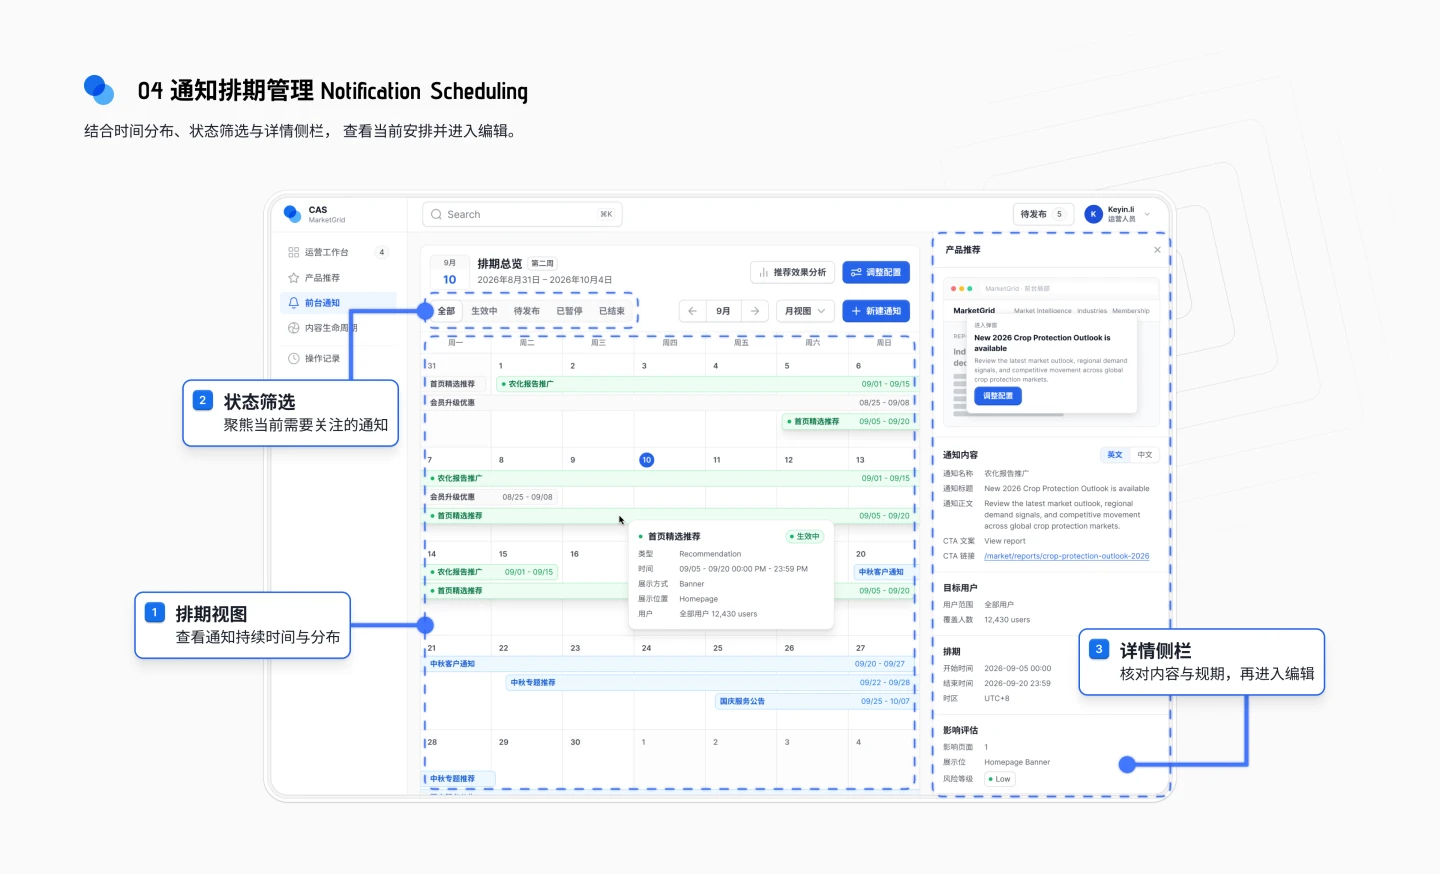 04 通知排期管理 Notification Scheduling
结合时间分布、状态筛选与详情侧栏， 查看当前安排并进入编辑。
CAS
MarketGrid
Search
⌘K
待发布 5
K
Keyin.li
运营人员
运营工作台 4
产品推荐
前台通知
内容生命周期
操作记录
9月
10
排期总览 第二周
2026年8月31日 – 2026年10月4日
推荐效果分析
调整配置
全部 生效中 待发布 已暂停 已结束
9月
月视图
新建通知
周一 周二 周三 周四 周五 周六 周日
31 1 2 3 4 5 6
首页精选推荐
农化报告推广 09/01 - 09/15
会员升级优惠 08/25 - 09/08
首页精选推荐 09/05 - 09/20
7 8 9 10 11 12 13
农化报告推广 09/01 - 09/15
会员升级优惠 08/25 - 09/08
首页精选推荐 09/05 - 09/20
14 15 16 20
农化报告推广 09/01 - 09/15
中秋客户通知
首页精选推荐 09/05 - 09/20
首页精选推荐 生效中
类型 Recommendation
时间 09/05 - 09/20 00:00 PM - 23:59 PM
展示方式 Banner
展示位置 Homepage
用户 全部用户 12,430 users
21 22 23 24 25 26 27
中秋客户通知 09/20 - 09/27
中秋专题推荐 09/22 - 09/28
国庆服务公告 09/25 - 10/07
28 29 30 1 2 3 4
中秋专题推荐
产品推荐
MarketGrid · 前台局部
MarketGrid Market Intelligence Industries Membership
进入弹窗
New 2026 Crop Protection Outlook is
available
Review the latest market outlook, regional demand
signals, and competitive movement across global
crop protection markets.
调整配置
REP
Ind
dec
通知内容 英文 中文
通知名称 农化报告推广
通知标题 New 2026 Crop Protection Outlook is available
通知正文 Review the latest market outlook, regional
demand signals, and competitive movement
across global crop protection markets.
CTA 文案 View report
CTA 链接 /market/reports/crop-protection-outlook-2026
目标用户
用户范围 全部用户
覆盖人数 12,430 users
排期
开始时间 2026-09-05 00:00
结束时间 2026-09-20 23:59
时区 UTC+8
影响评估
影响页面 1
展示位 Homepage Banner
风险等级 Low
2 状态筛选
聚熊当前需要关注的通知
1 排期视图
查看通知持续时间与分布
3 详情侧栏
核对内容与规期，再进入编辑